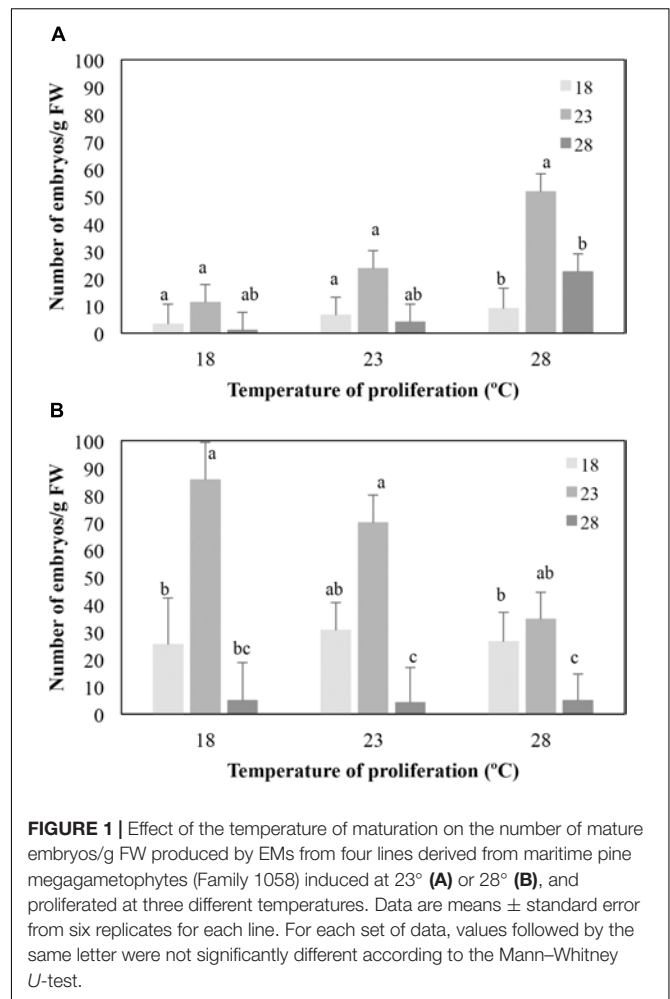 A
100
90
80
70
60
50
40
30
20
10
0
Number of embryos/g FW
18
23
28
a
a
ab
a
a
ab
b
a
b
18 23 28
Temperature of proliferation (ºC)
B
100
90
80
70
60
50
40
30
20
10
0
Number of embryos/g FW
18
23
28
b
a
bc
ab
a
c
b
ab
c
18 23 28
Temperature of proliferation (ºC)
FIGURE 1 | Effect of the temperature of maturation on the number of mature
embryos/g FW produced by EMs from four lines derived from maritime pine
megagametophytes (Family 1058) induced at 23° (A) or 28° (B), and
proliferated at three different temperatures. Data are means ± standard error
from six replicates for each line. For each set of data, values followed by the
same letter were not significantly different according to the Mann–Whitney
U-test.